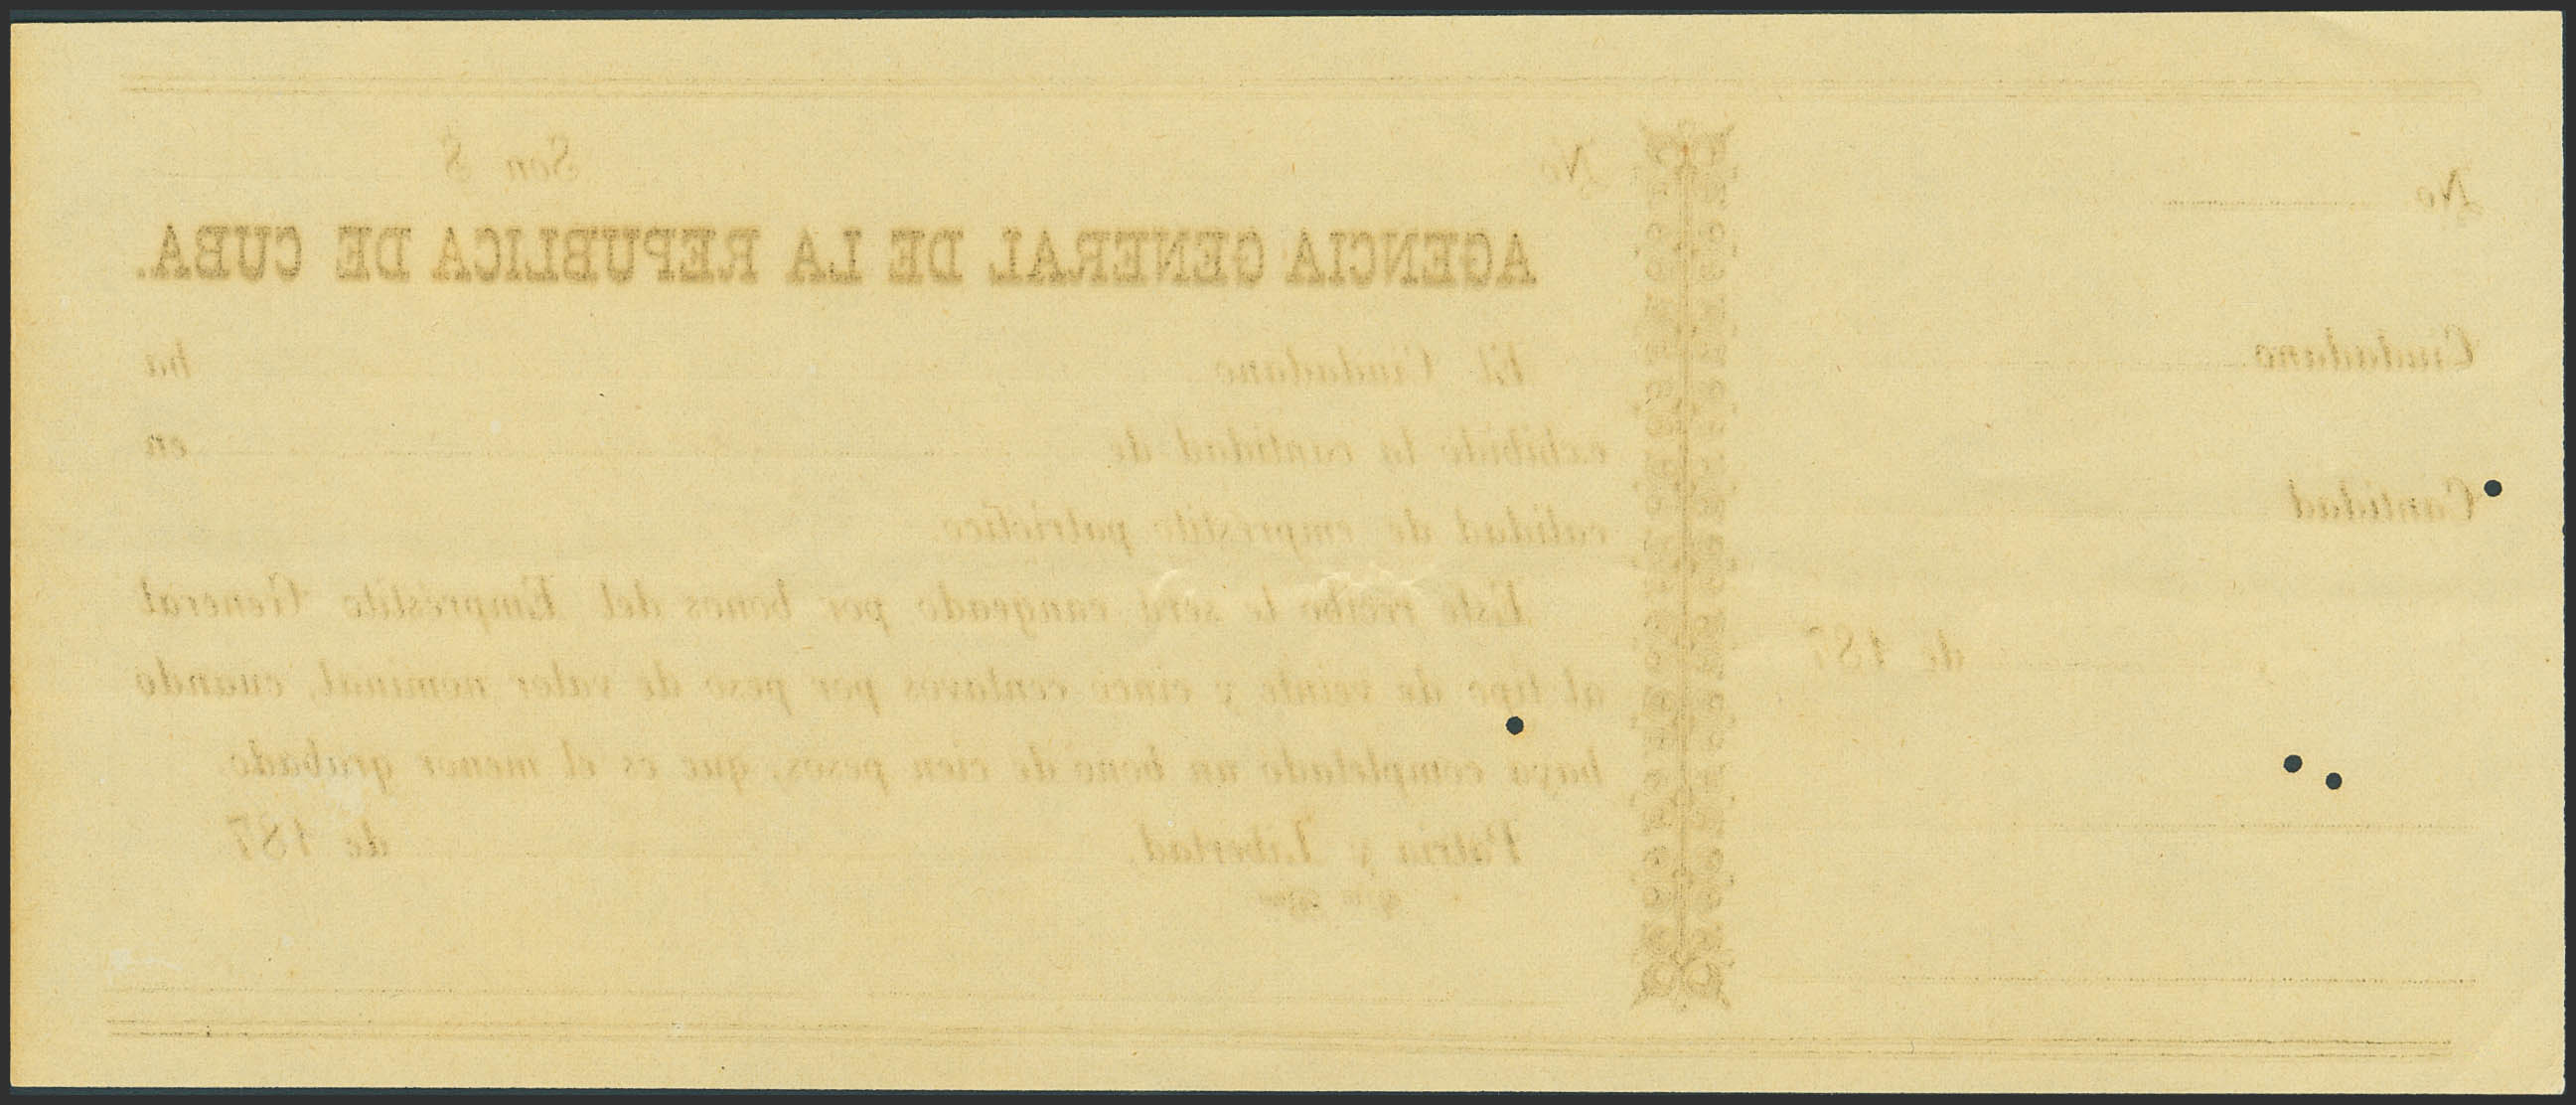 No
Ciudadano
Cantidad
, de 187
No Son $
AGENCIA GENERAL DE LA REPUBLICA DE CUBA.
El Ciudadano ha
exhibido la cantidad de en
calidad de empréstito patriótico.
Este recibo le será cangeado por bonos del Empréstito General
al tipo de veinte y cinco centavos por peso de valor nominal, cuando
haya completado un bono de cien pesos, que es el menor grabado.
Patria y Libertad, de 187